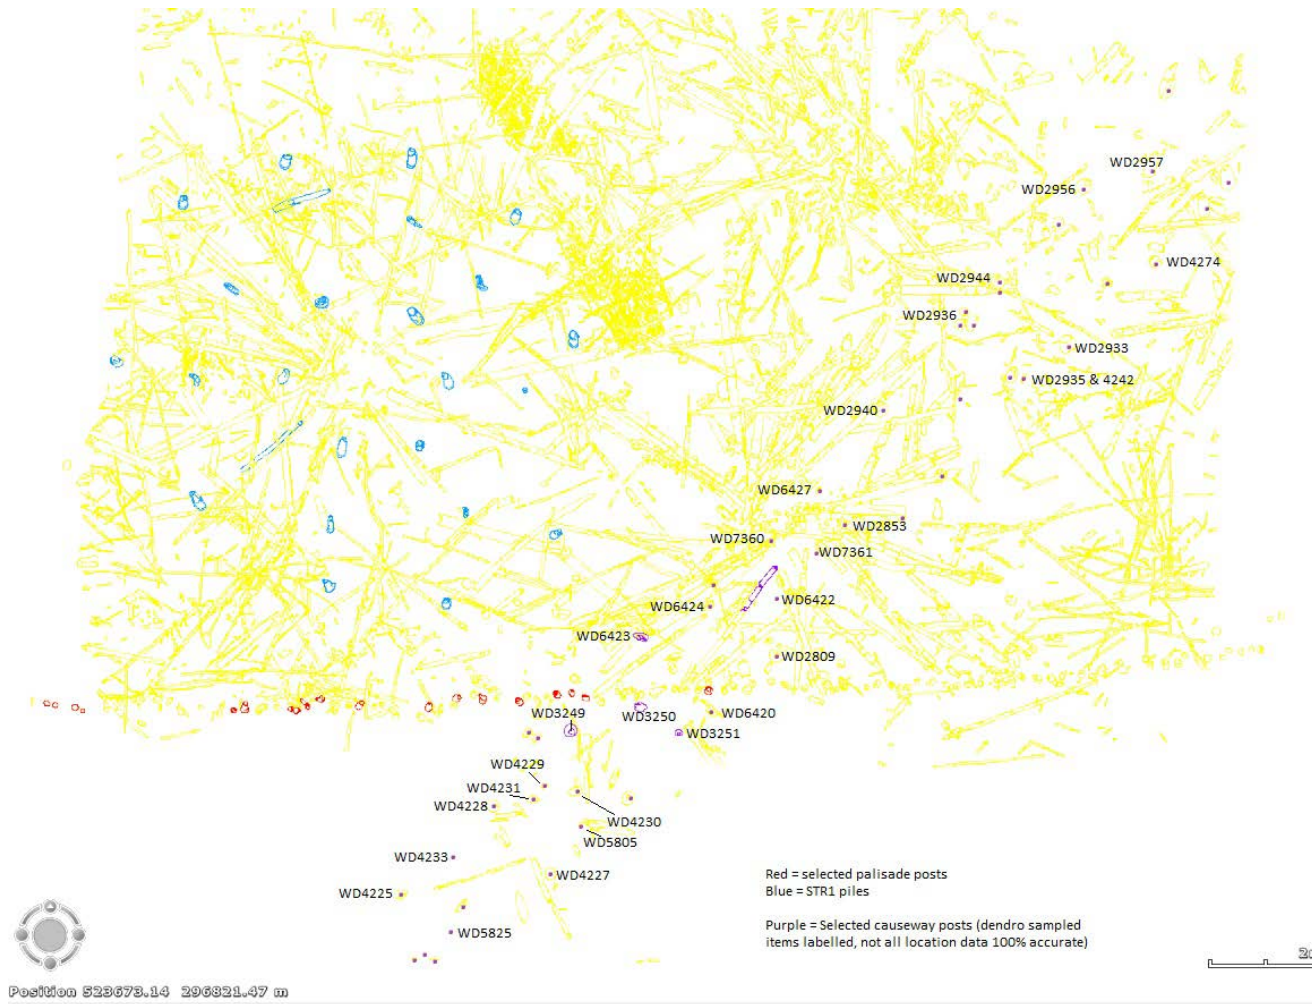 WD2957
WD2956
WD4274
WD2944
WD2936
WD2933
WD2935 & 4242
WD2940
WD6427
WD2853
WD7360
WD7361
WD6422
WD6424
WD6423
WD2809
WD3249
WD3250
WD6420
WD3251
WD4229
WD4231
WD4228
WD4230
WD5805
WD4233
WD4227
WD4225
WD5825
Red = selected palisade posts
Blue = STR1 piles
Purple = Selected causeway posts (dendro sampled
items labelled, not all location data 100% accurate)
Position 523673.14 296821.47 m